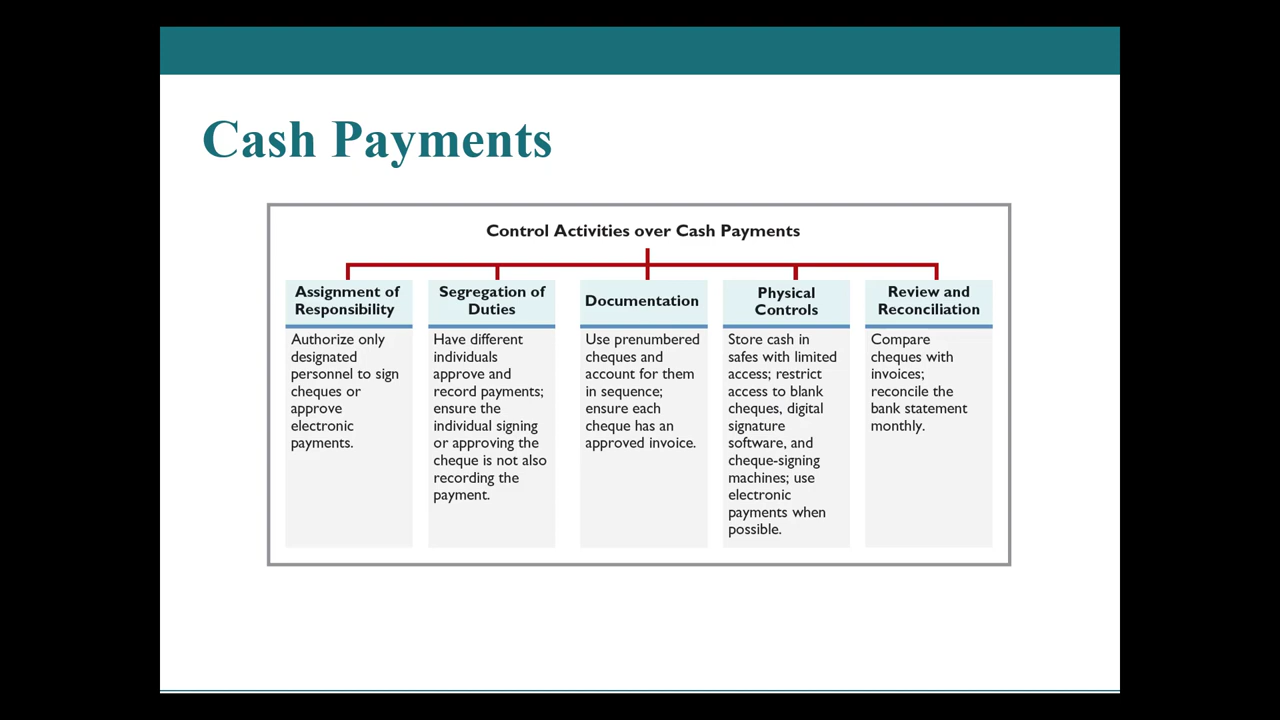 Cash Payments
Control Activities over Cash Payments
Assignment of
Responsibility
Authorize only
designated
personnel to sign
cheques or
approve
electronic
payments.
Segregation of
Duties
Have different
individuals
approve and
record payments;
ensure the
individual signing
or approving the
cheque is not also
recording the
payment.
Documentation
Use prenumbered
cheques and
account for them
in sequence;
ensure each
cheque has an
approved invoice.
Physical
Controls
Store cash in
safes with limited
access; restrict
access to blank
cheques, digital
signature
software, and
cheque-signing
machines; use
electronic
payments when
possible.
Review and
Reconciliation
Compare
cheques with
invoices;
reconcile the
bank statement
monthly.